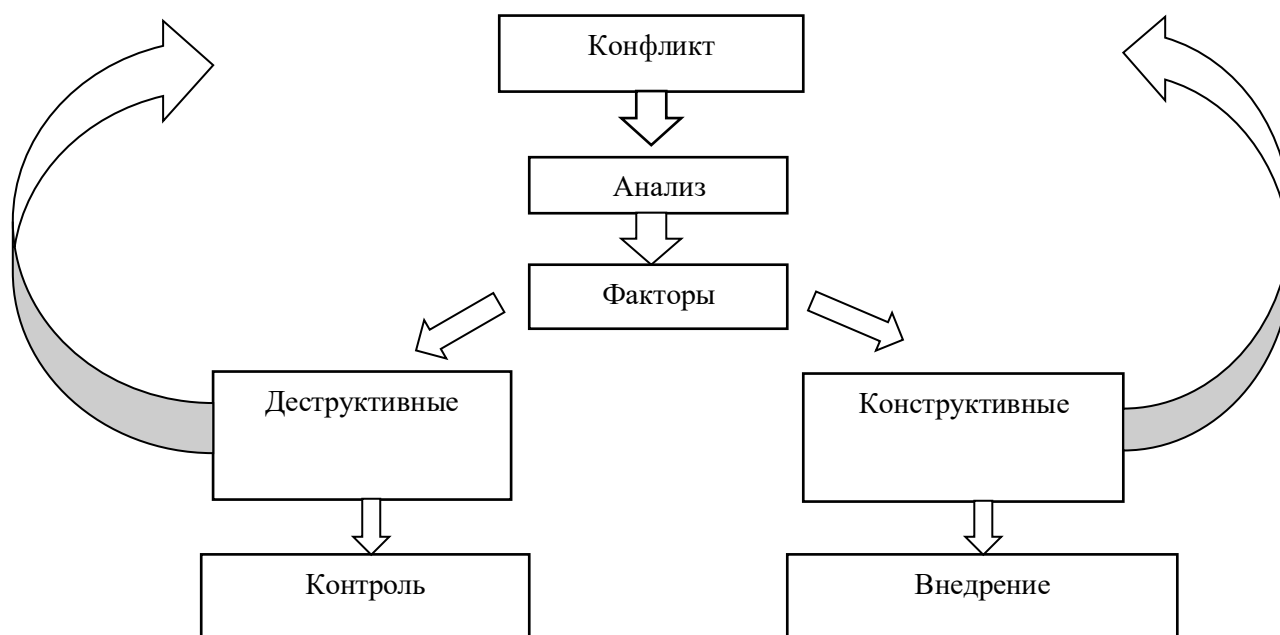 Конфликт
Анализ
Факторы
Деструктивные
Конструктивные
Контроль
Внедрение